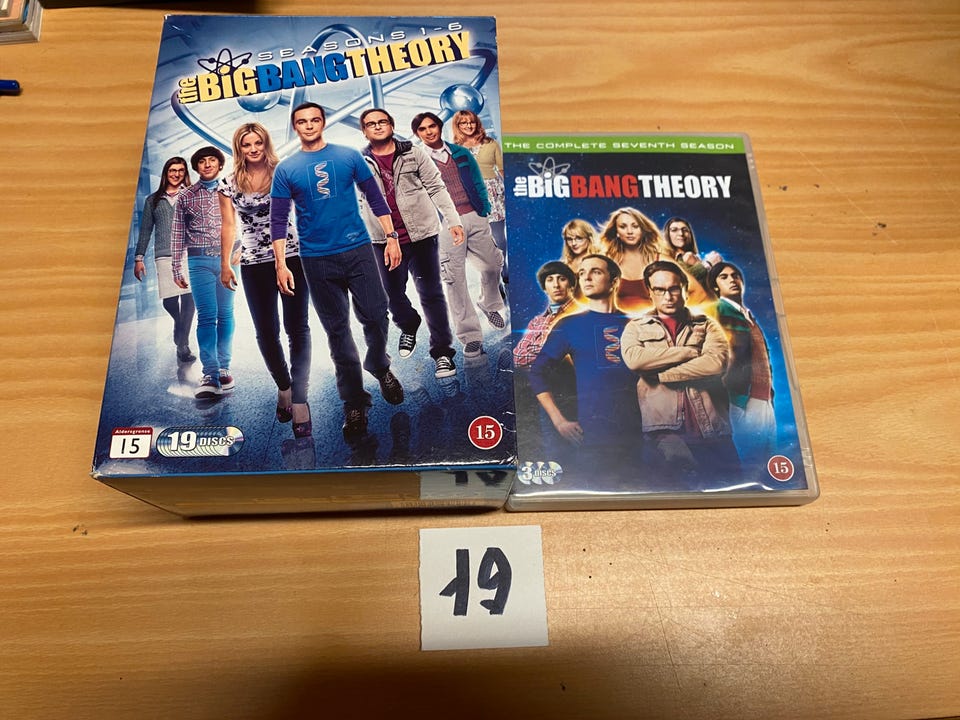 SEASONS 1-6
the BIG BANG THEORY
Aldersgrense
15
19 DISCS
15
THE COMPLETE SEVENTH SEASON
the BIG BANG THEORY
3 DISCS
15
19